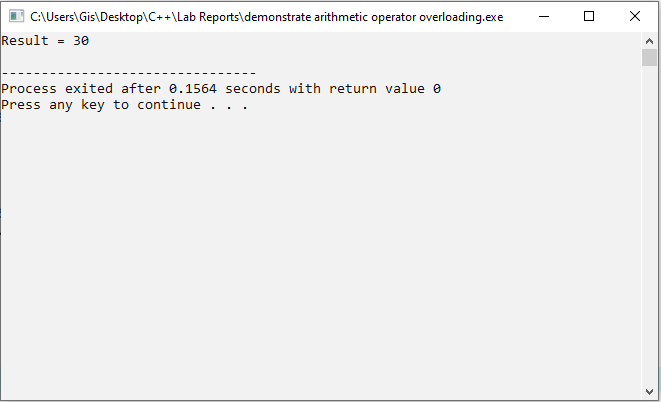 C:\Users\Gis\Desktop\C++\Lab Reports\demonstrate arithmetic operator overloading.exe
Result = 30
--------------------------------
Process exited after 0.1564 seconds with return value 0
Press any key to continue . . .